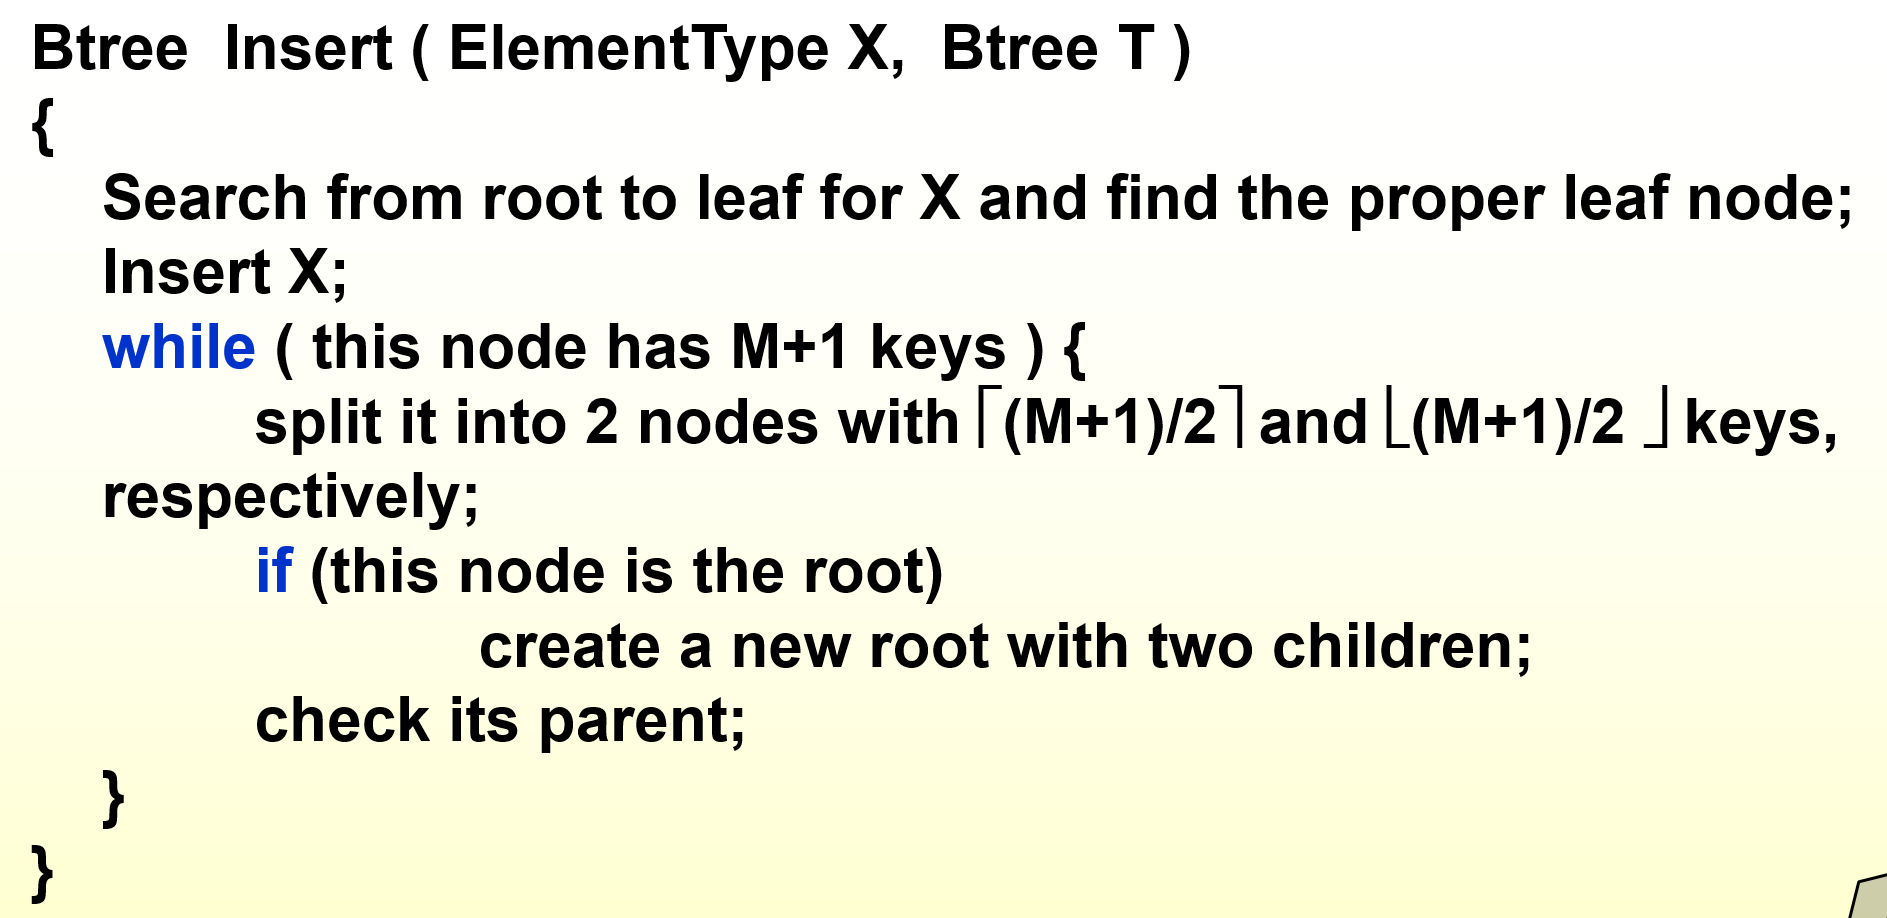 Btree Insert ( ElementType X, Btree T )
{
Search from root to leaf for X and find the proper leaf node;
Insert X;
while ( this node has M+1 keys ) {
split it into 2 nodes with ⌈(M+1)/2⌉ and ⌊(M+1)/2 ⌋ keys,
respectively;
if (this node is the root)
create a new root with two children;
check its parent;
}
}